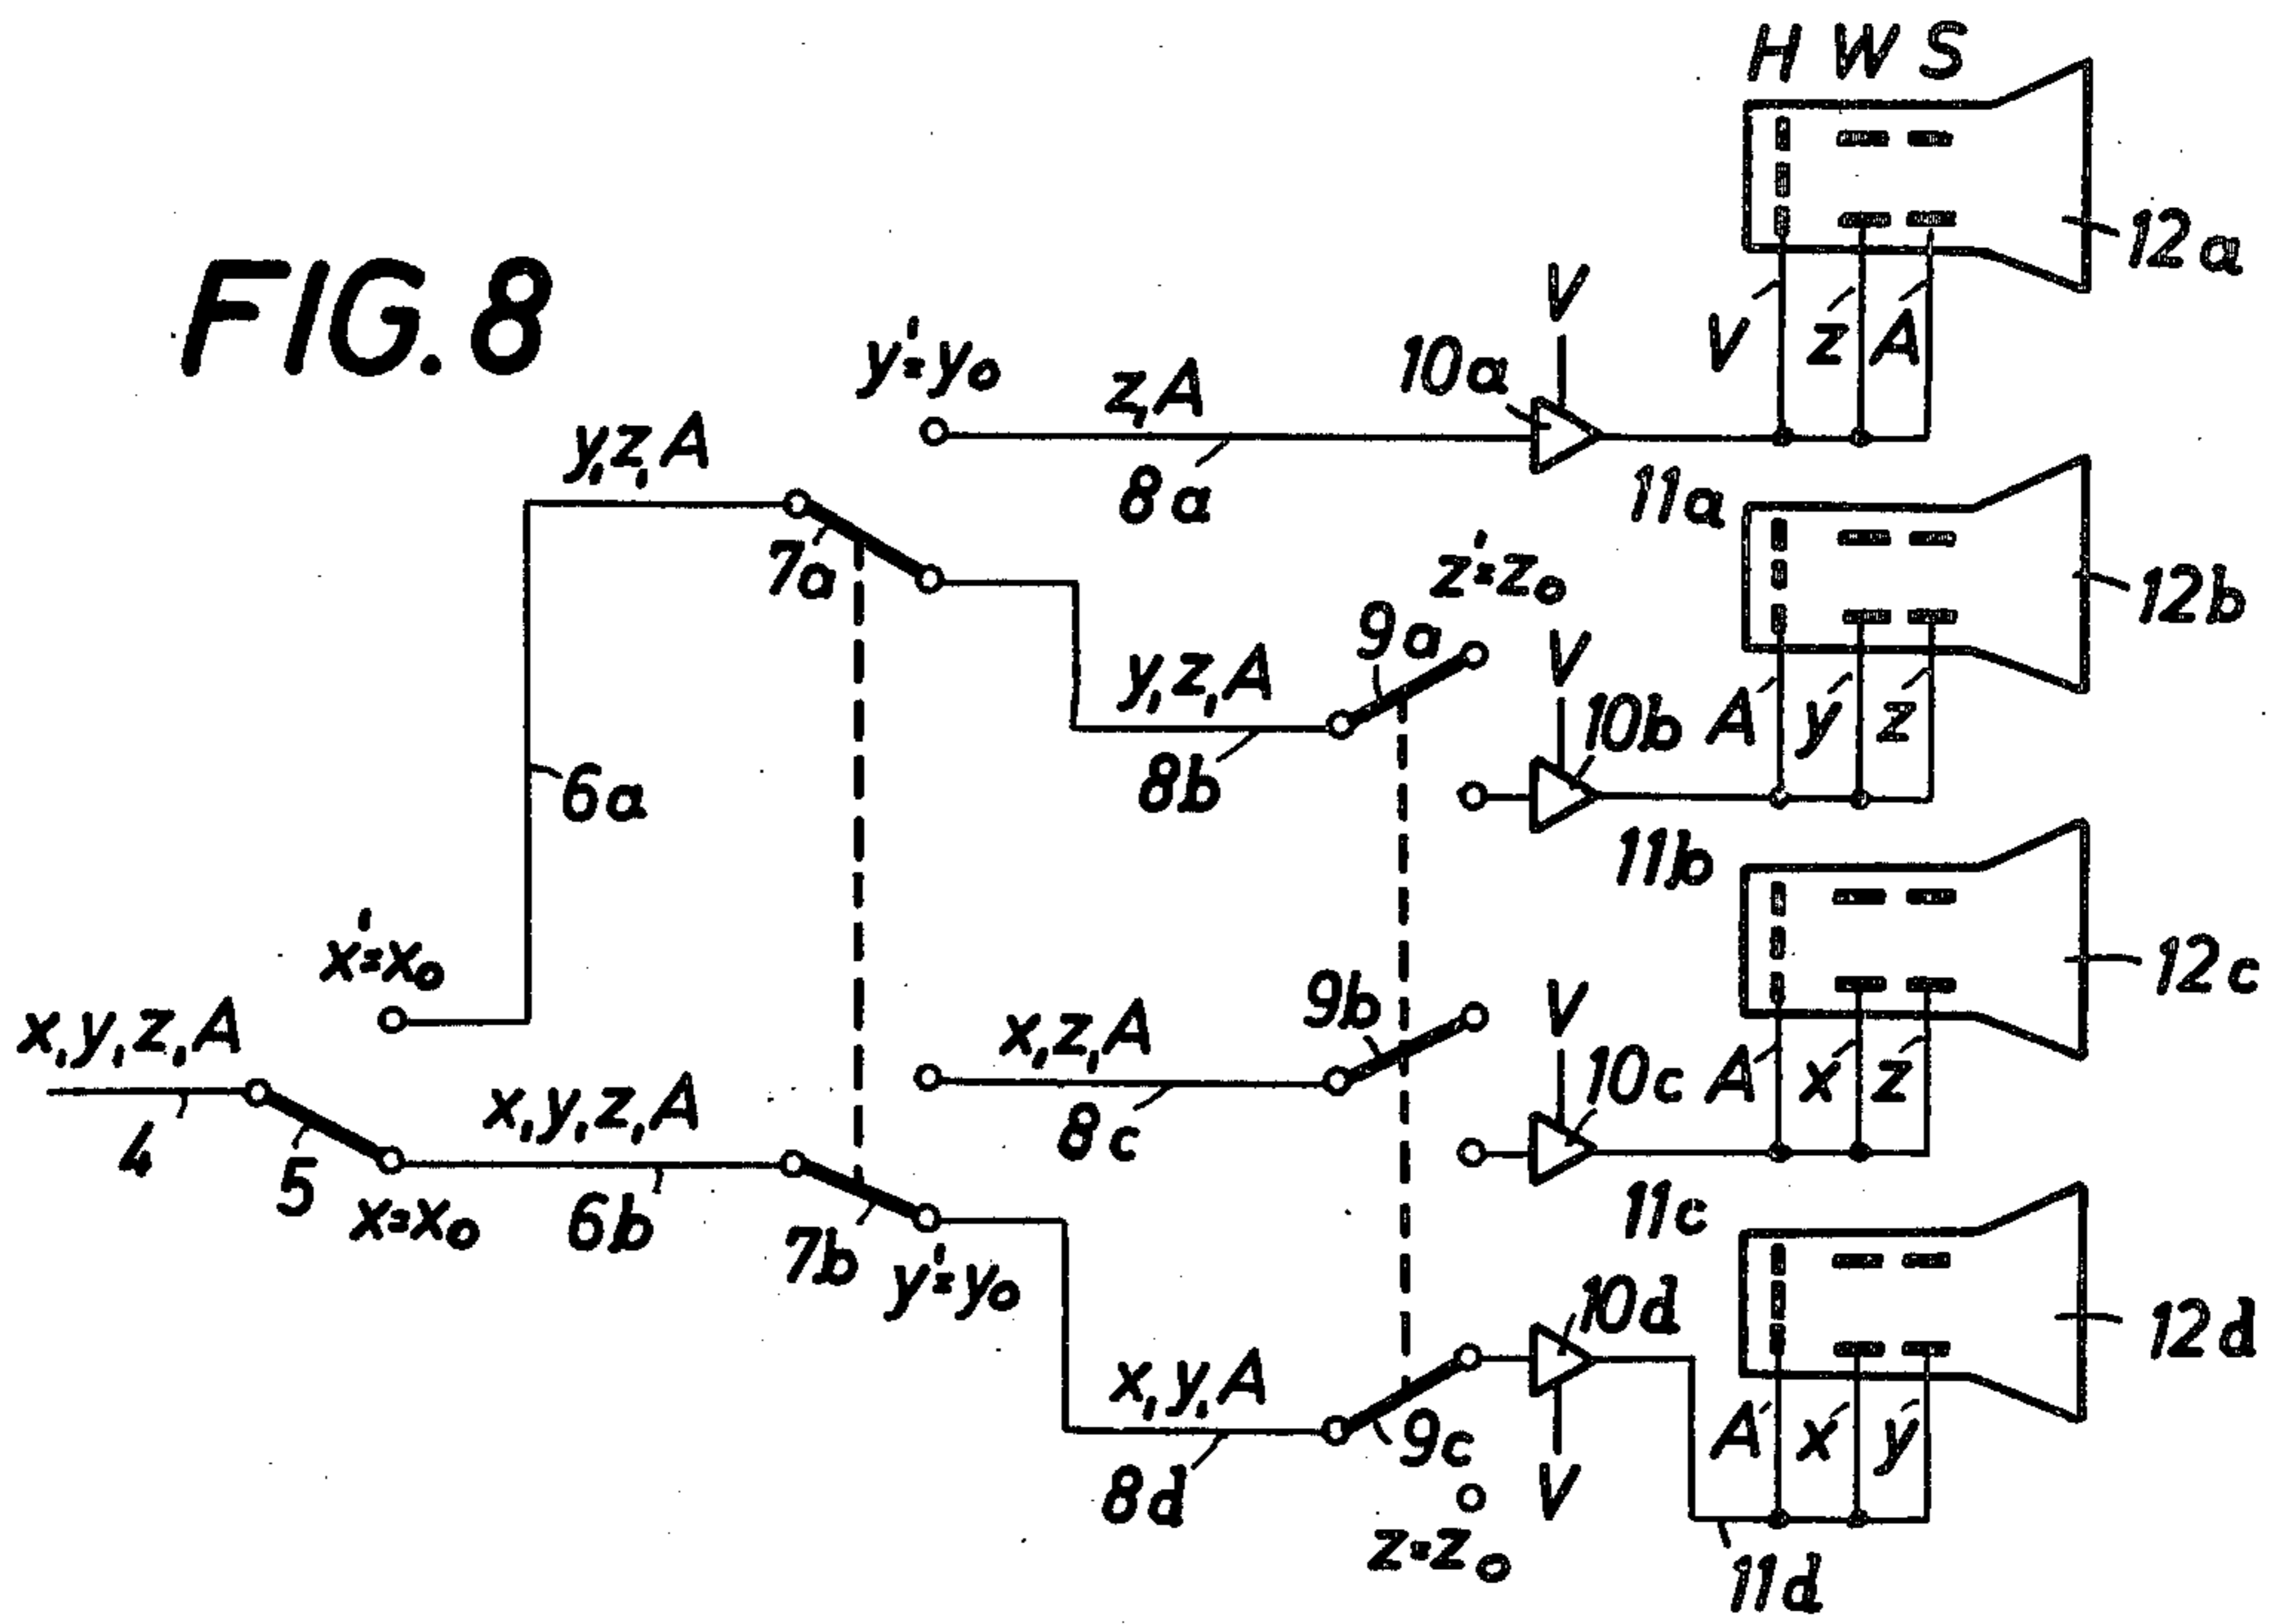 FIG. 8
H W S
12a
V
V z A
10a
y'=y₀
z, A
y, z, A
8a
11a
7a
z'=z₀
12b
9a
V
y, z, A
10b
A y z
6a
8b
11b
x'=x₀
12c
9b
V
x, y, z, A
x, z, A
10c
A x z
x, y, z, A
8c
4
5
11c
x=x₀
6b
7b
y'=y₀
10d
12d
x, y, A
A x y
9c
8d
V
z=z₀
11d